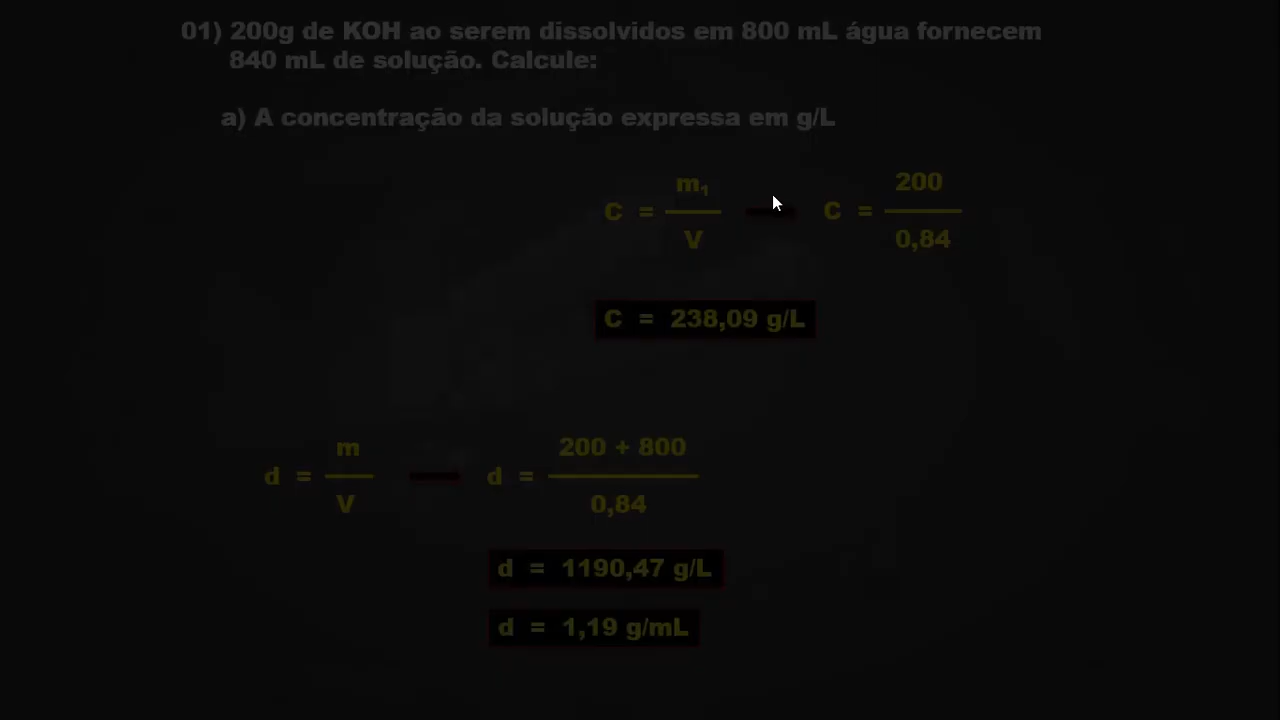 01) 200g de KOH ao serem dissolvidos em 800 mL água fornecem
840 mL de solução. Calcule:
a) A concentração da solução expressa em g/L
C = m₁ / V C = 200 / 0,84
C = 238,09 g/L
d = m / V d = 200 + 800 / 0,84
d = 1190,47 g/L
d = 1,19 g/mL